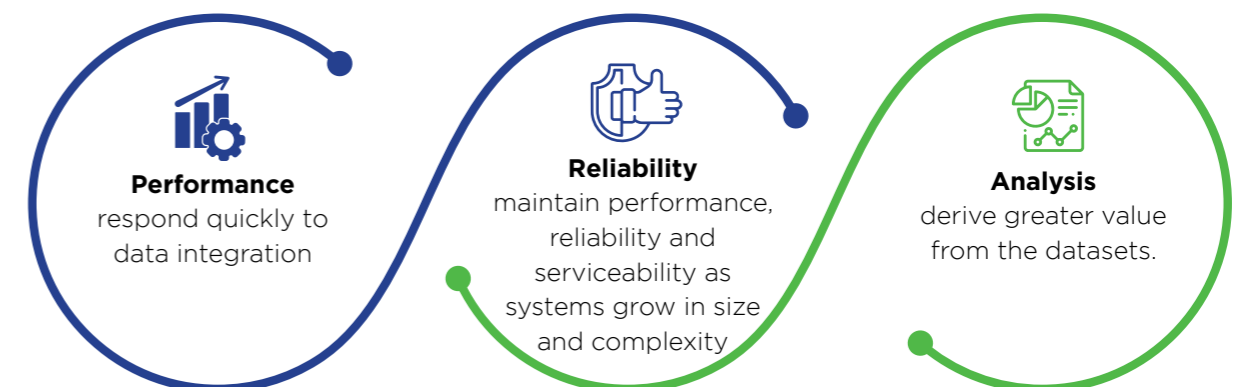 Performance
respond quickly to
data integration
Reliability
maintain performance,
reliability and
serviceability as
systems grow in size
and complexity
Analysis
derive greater value
from the datasets.